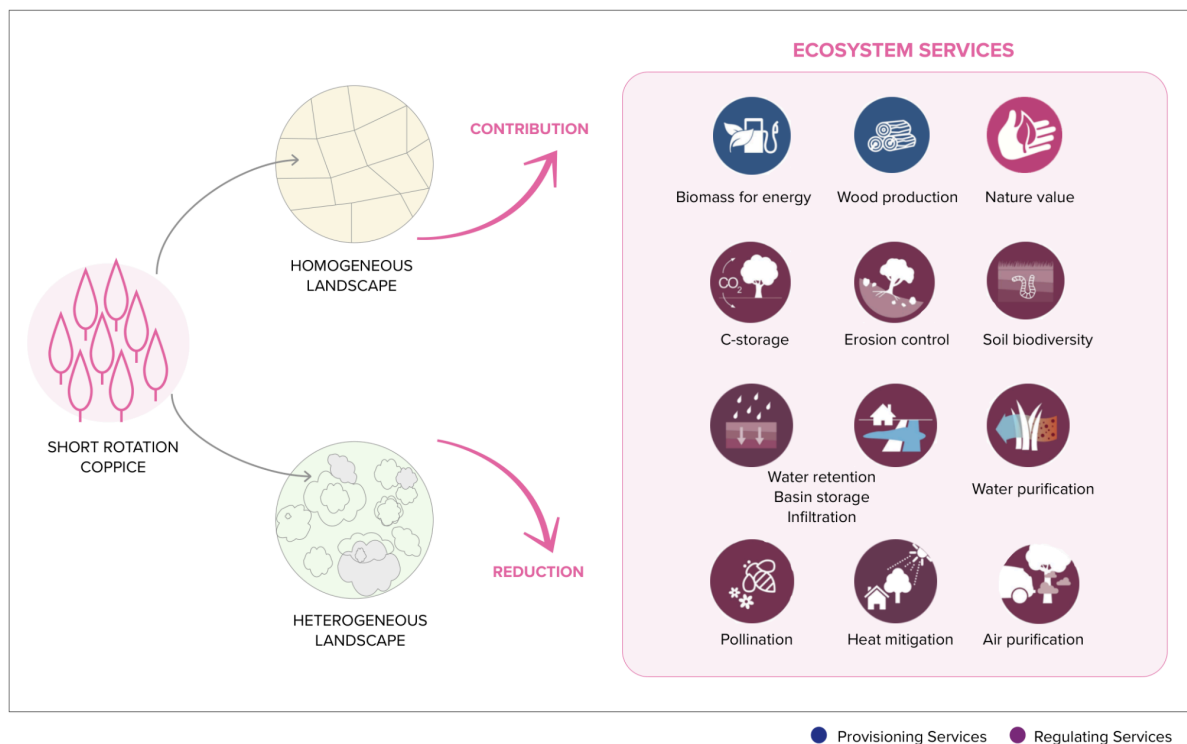 ECOSYSTEM SERVICES
CONTRIBUTION
Biomass for energy
Wood production
Nature value
HOMOGENEOUS
LANDSCAPE
CO2
C-storage
Erosion control
Soil biodiversity
SHORT ROTATION
COPPICE
Water retention
Basin storage
Infiltration
Water purification
REDUCTION
HETEROGENEOUS
LANDSCAPE
Pollination
Heat mitigation
Air purification
Provisioning Services
Regulating Services